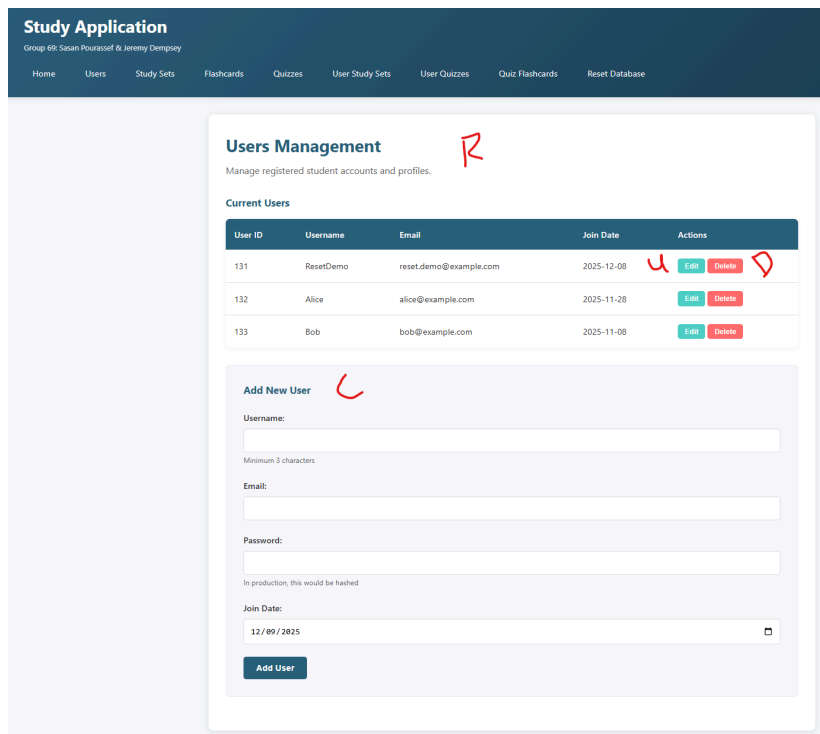 Study Application
Group 69: Sasan Pourassef & Jeremy Dempsey
Home Users Study Sets Flashcards Quizzes User Study Sets User Quizzes Quiz Flashcards Reset Database
Users Management R
Manage registered student accounts and profiles.
Current Users
User ID Username Email Join Date Actions
131 ResetDemo reset.demo@example.com 2025-12-08 U Edit Delete D
132 Alice alice@example.com 2025-11-28 Edit Delete
133 Bob bob@example.com 2025-11-08 Edit Delete
Add New User C
Username:
Minimum 3 characters
Email:
Password:
In production, this would be hashed
Join Date:
12/09/2025
Add User